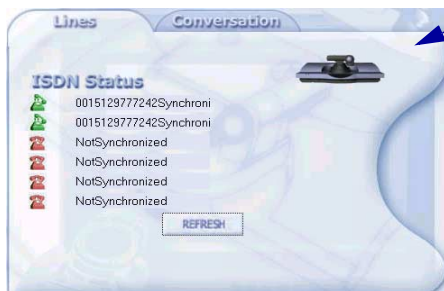 Lines
Conversation
ISDN Status
0015129777242Synchroni
0015129777242Synchroni
NotSynchronized
NotSynchronized
NotSynchronized
NotSynchronized
REFRESH